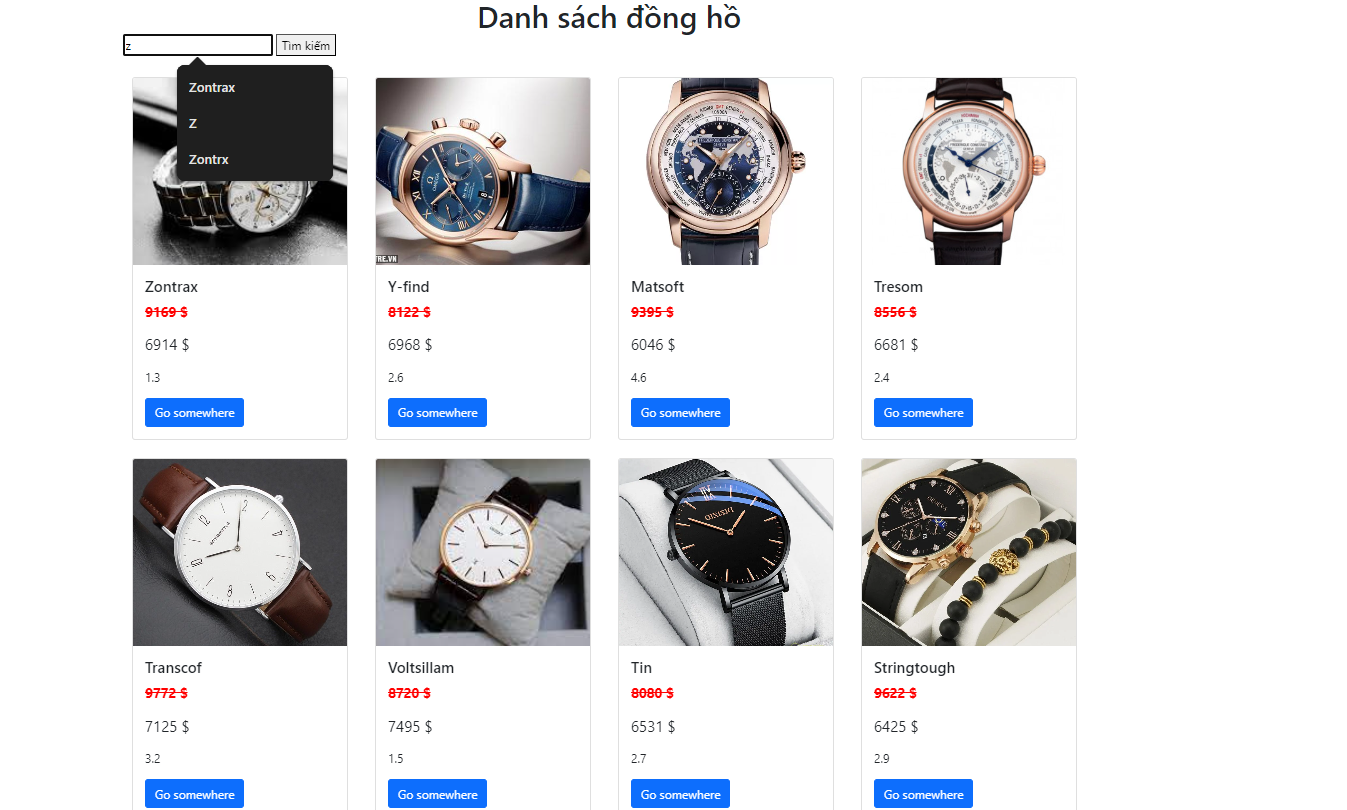 Danh sách đồng hồ
z
Tìm kiếm
Zontrax
Z
Zontrx
TRE.VN
Zontrax
9169 $
6914 $
1.3
Go somewhere
Y-find
8122 $
6968 $
2.6
Go somewhere
Matsoft
9395 $
6046 $
4.6
Go somewhere
Tresom
8556 $
6681 $
2.4
Go somewhere
Transcof
9772 $
7125 $
3.2
Go somewhere
Voltsillam
8720 $
7495 $
1.5
Go somewhere
Tin
8080 $
6531 $
2.7
Go somewhere
Stringtough
9622 $
6425 $
2.9
Go somewhere